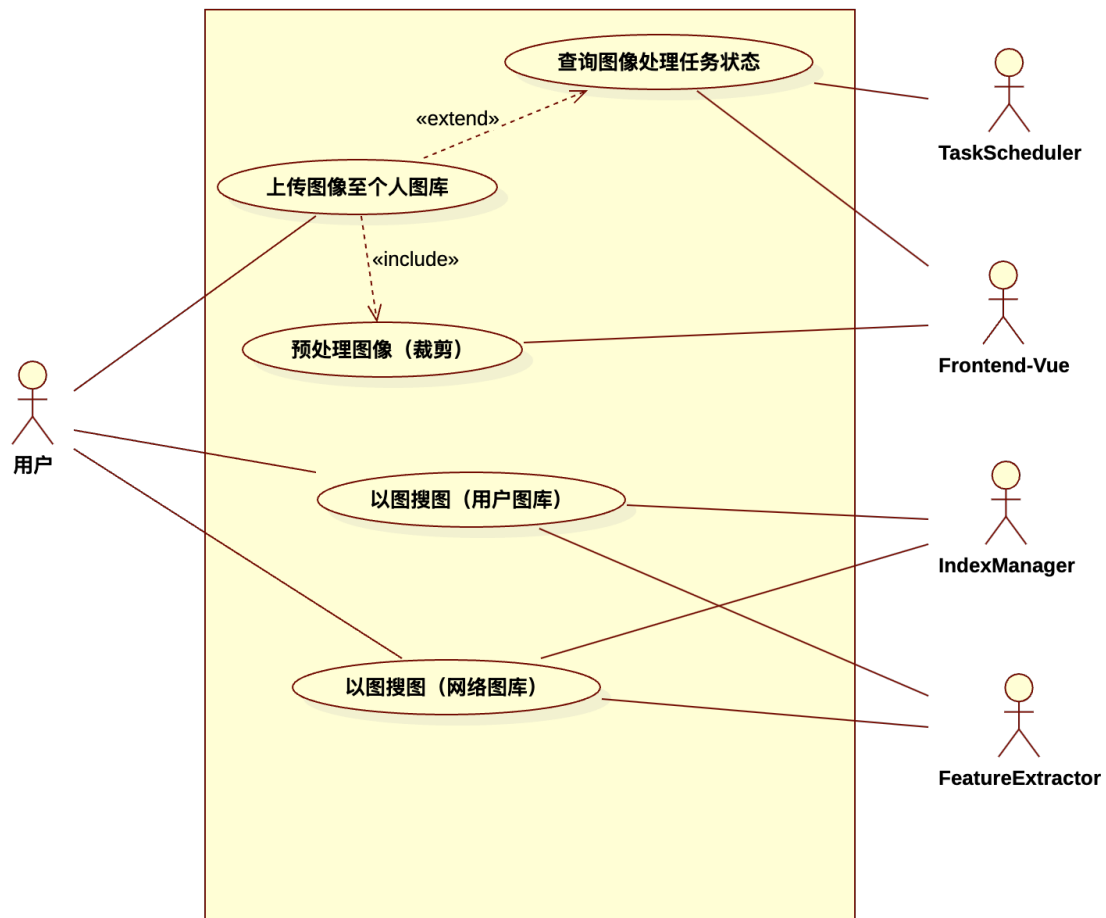 查询图像处理任务状态
TaskScheduler
«extend»
上传图像至个人图库
«include»
预处理图像（裁剪）
Frontend-Vue
用户
以图搜图（用户图库）
IndexManager
以图搜图（网络图库）
FeatureExtractor